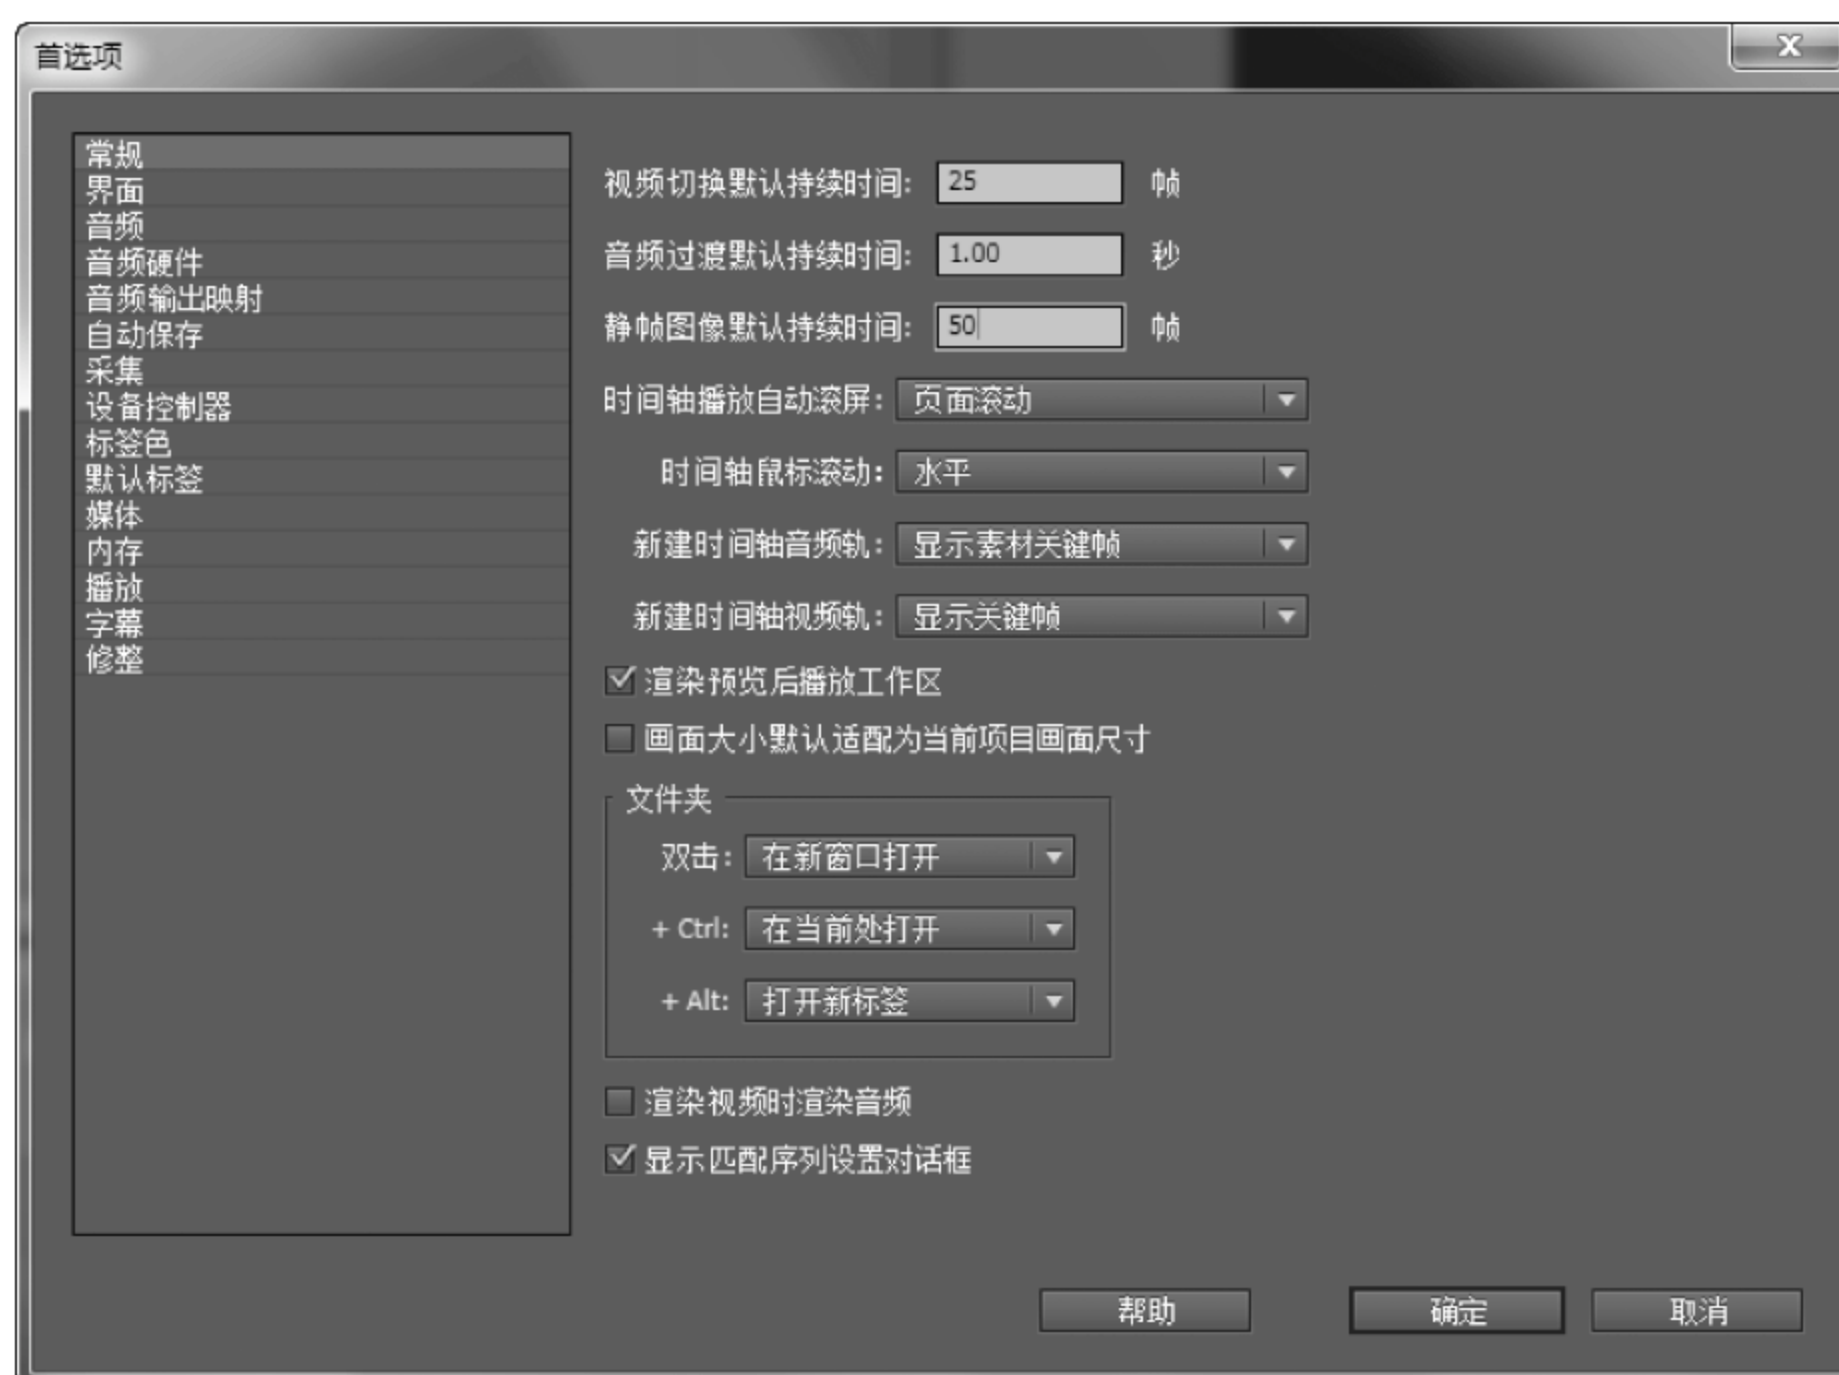 首选项
常规
界面
音频
音频硬件
音频输出映射
自动保存
采集
设备控制器
标签色
默认标签
媒体
内存
播放
字幕
修整
视频切换默认持续时间: 25 帧
音频过渡默认持续时间: 1.00 秒
静帧图像默认持续时间: 50 帧
时间轴播放自动滚屏: 页面滚动
时间轴鼠标滚动: 水平
新建时间轴音频轨: 显示素材关键帧
新建时间轴视频轨: 显示关键帧
渲染预览后播放工作区
画面大小默认适配为当前项目画面尺寸
文件夹
双击: 在新窗口打开
+ Ctrl: 在当前处打开
+ Alt: 打开新标签
渲染视频时渲染音频
显示匹配序列设置对话框
帮助 确定 取消